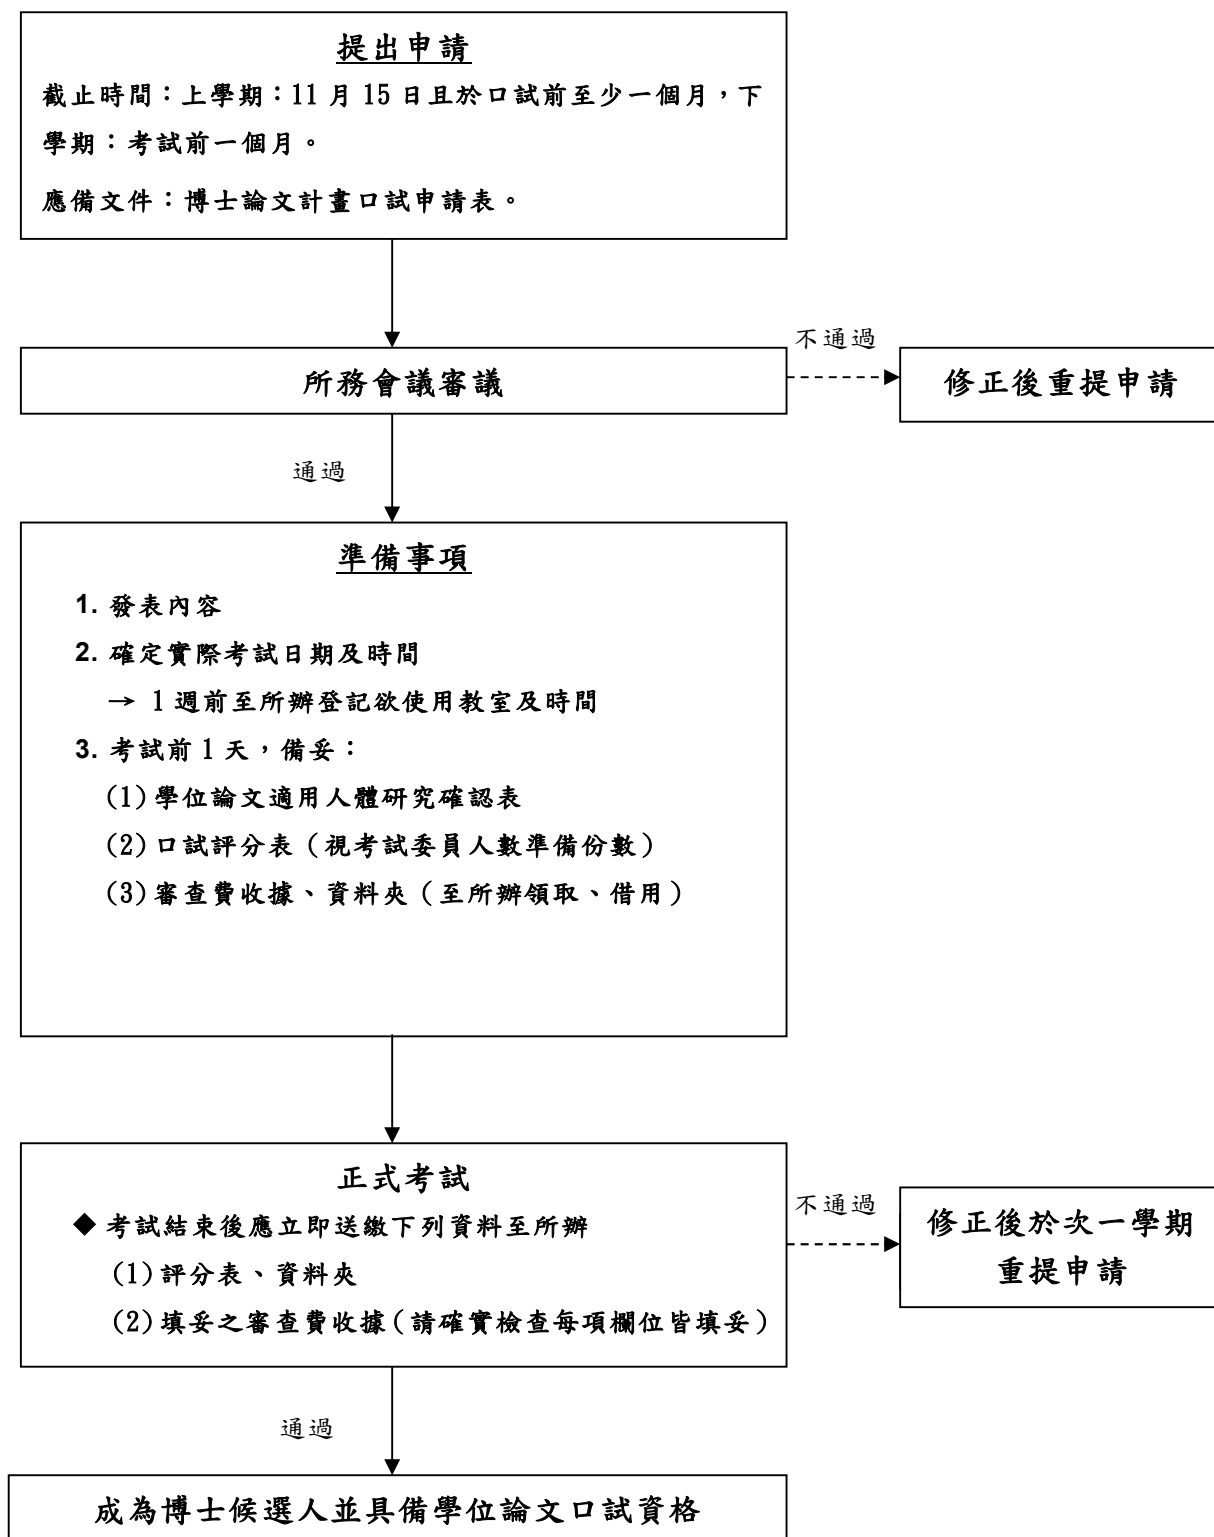 提出申請
截止時間：上學期：11 月 15 日且於口試前至少一個月，下
學期：考試前一個月。
應備文件：博士論文計畫口試申請表。
不通過
所務會議審議
修正後重提申請
通過
準備事項
1. 發表內容
2. 確定實際考試日期及時間
→ 1 週前至所辦登記欲使用教室及時間
3. 考試前 1 天，備妥：
(1)學位論文適用人體研究確認表
(2)口試評分表（視考試委員人數準備份數）
(3)審查費收據、資料夾（至所辦領取、借用）
正式考試
不通過
◆ 考試結束後應立即送繳下列資料至所辦
(1)評分表、資料夾
(2)填妥之審查費收據（請確實檢查每項欄位皆填妥）
修正後於次一學期
重提申請
通過
成為博士候選人並具備學位論文口試資格